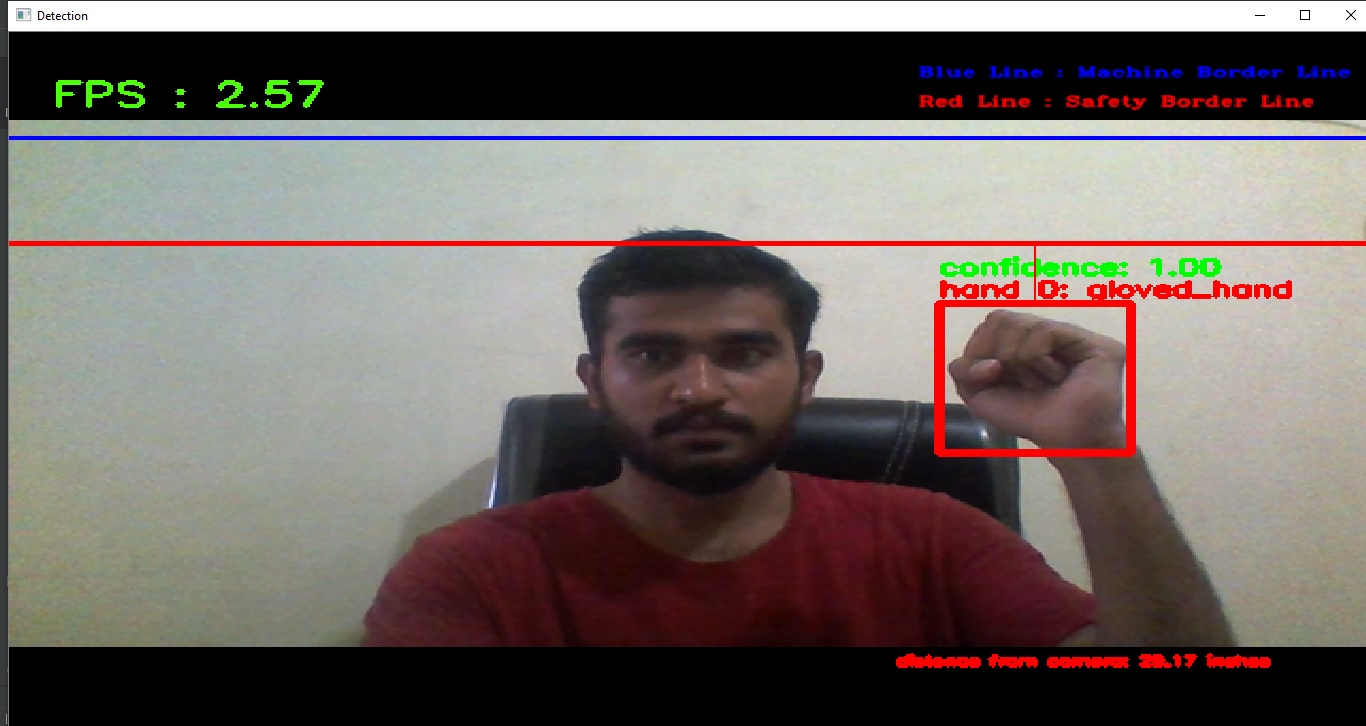 Detection
FPS : 2.57
Blue Line : Machine Border Line
Red Line : Safety Border Line
confidence: 1.00
hand 0: gloved_hand
distance from camera: 29.17 inches